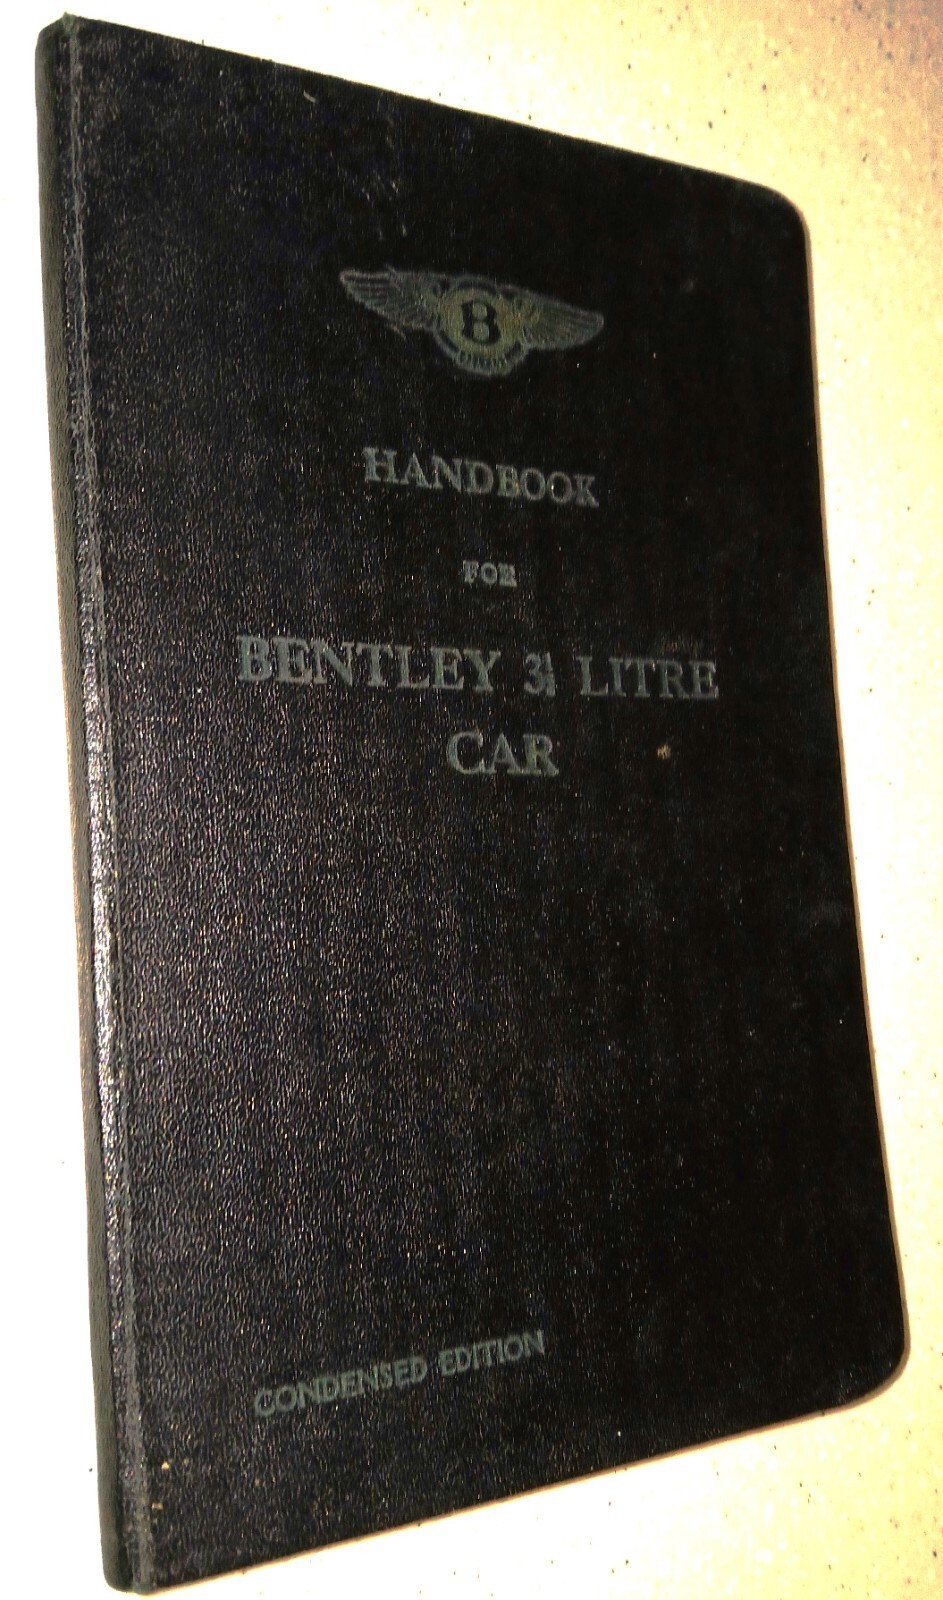 B
HANDBOOK
FOR
BENTLEY 3½ LITRE
CAR
CONDENSED EDITION